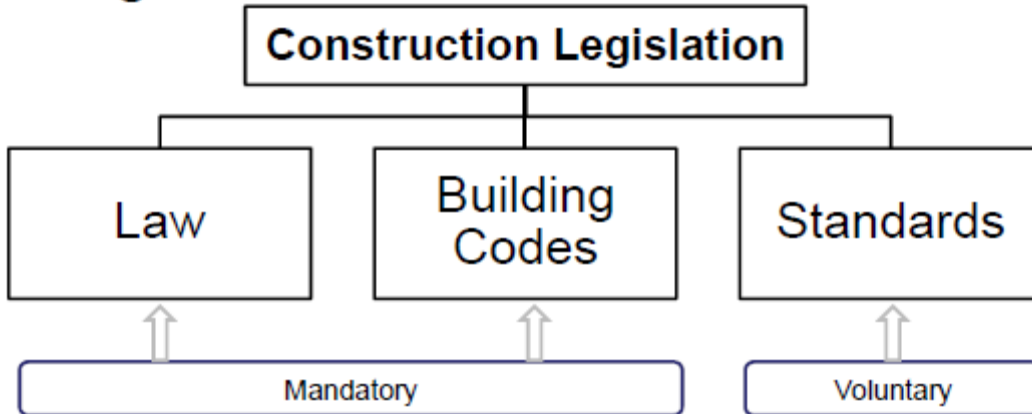 Construction Legislation
Law
Building
Codes
Standards
Mandatory
Voluntary